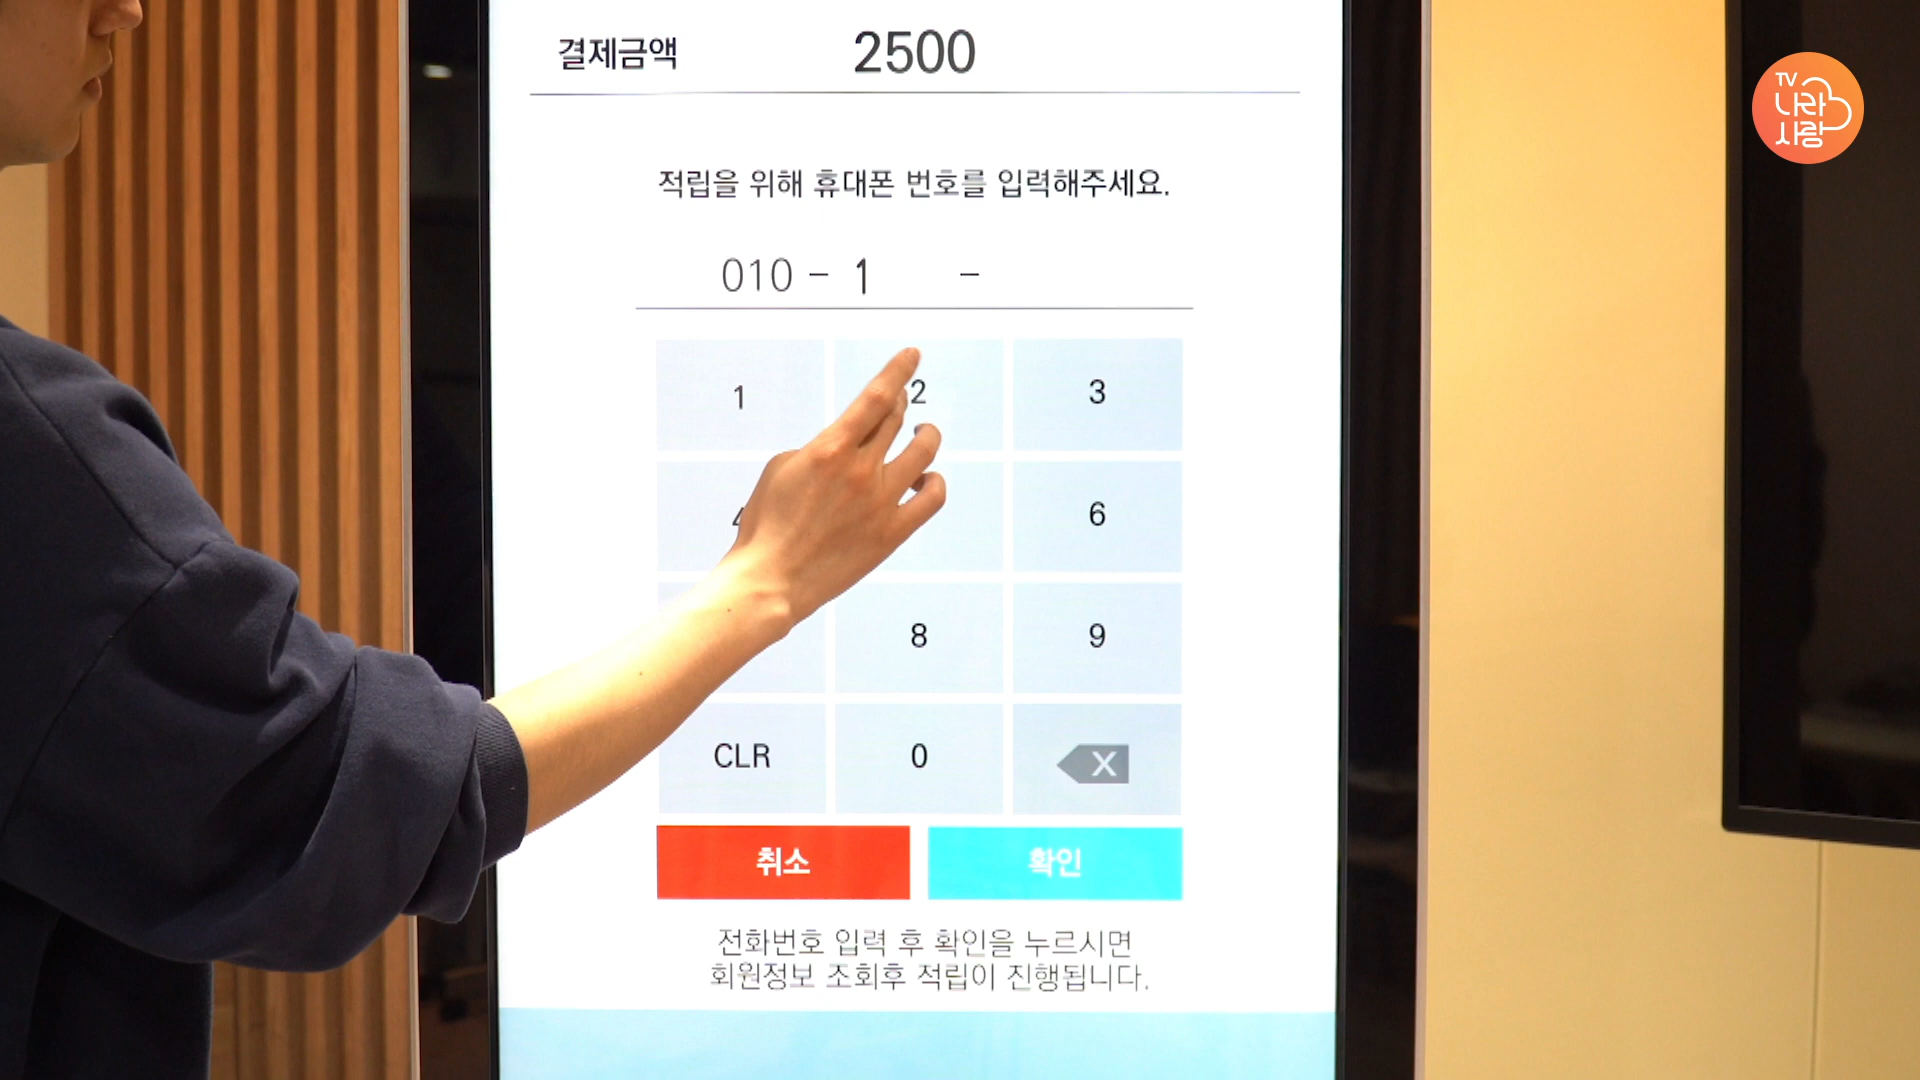 결제금액 2500
TV
나라
사랑
적립을 위해 휴대폰 번호를 입력해주세요.
010 - 1 -
1 2 3
4 6
8 9
CLR 0 X
취소 확인
전화번호 입력 후 확인을 누르시면
회원정보 조회후 적립이 진행됩니다.